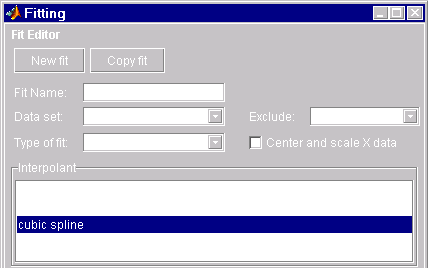 Fitting
Fit Editor
New fit Copy fit
Fit Name:
Data set: Exclude:
Type of fit: Center and scale X data
Interpolant
cubic spline